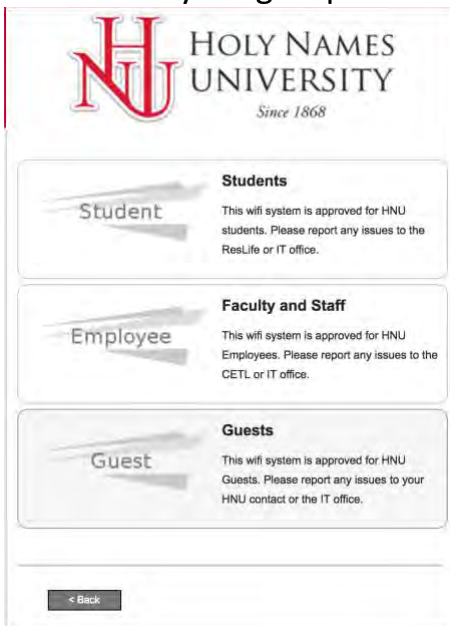 HNU
HOLY NAMES
UNIVERSITY
Since 1868
Student
Students
This wifi system is approved for HNU
students. Please report any issues to the
ResLife or IT office.
Employee
Faculty and Staff
This wifi system is approved for HNU
Employees. Please report any issues to the
CETL or IT office.
Guest
Guests
This wifi system is approved for HNU
Guests. Please report any issues to your
HNU contact or the IT office.
< Back